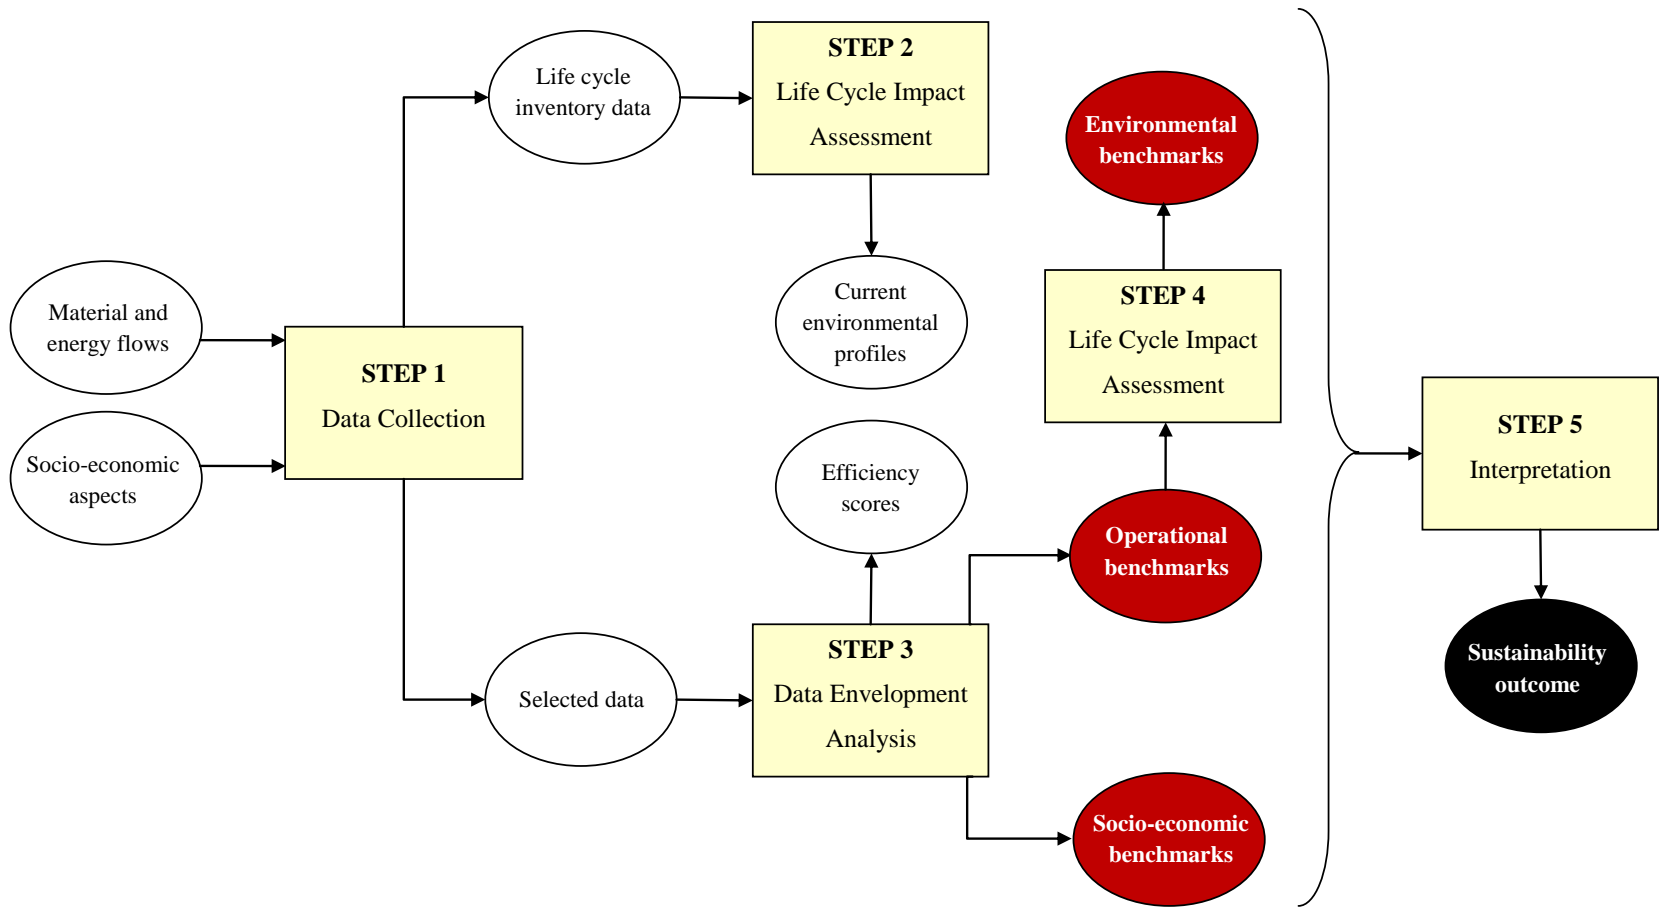 Material and
energy flows
Socio-economic
aspects
STEP 1
Data Collection
Life cycle
inventory data
STEP 2
Life Cycle Impact
Assessment
Current
environmental
profiles
Efficiency
scores
Selected data
STEP 3
Data Envelopment
Analysis
Environmental
benchmarks
STEP 4
Life Cycle Impact
Assessment
Operational
benchmarks
Socio-economic
benchmarks
STEP 5
Interpretation
Sustainability
outcome